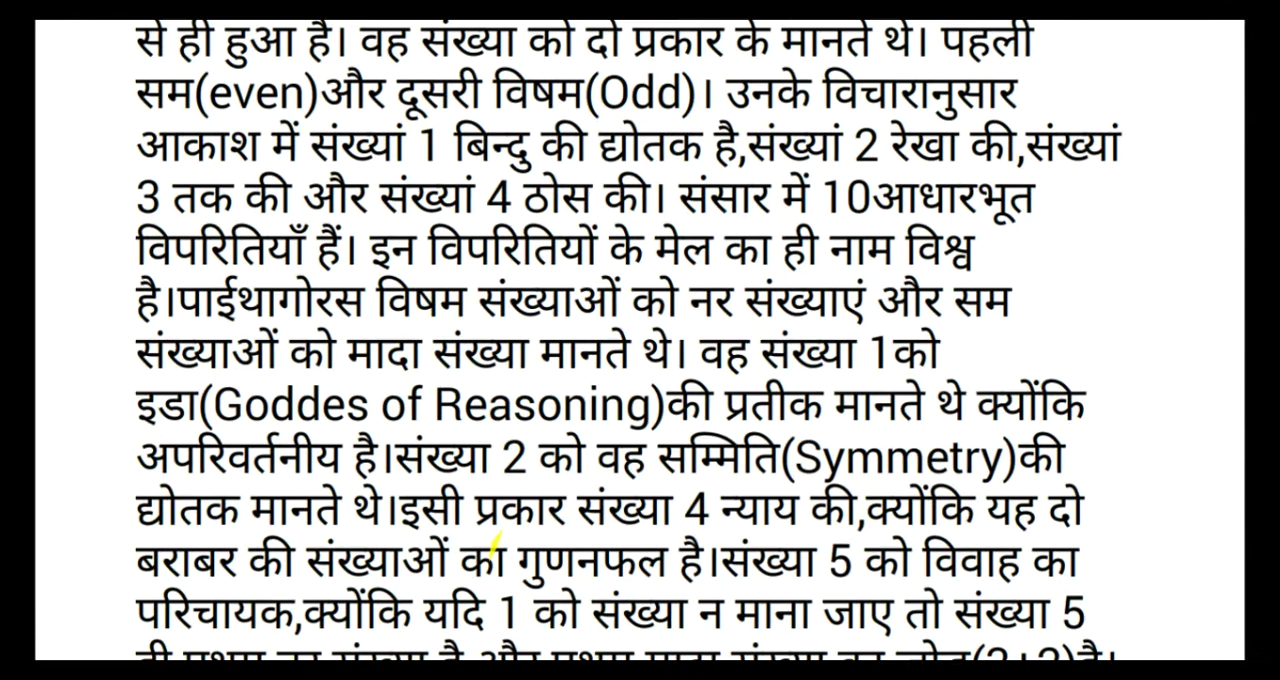 से ही हुआ है। वह संख्या को दो प्रकार के मानते थे। पहली
सम(even)और दूसरी विषम(Odd)। उनके विचारानुसार
आकाश में संख्यां 1 बिन्दु की द्योतक है,संख्यां 2 रेखा की,संख्यां
3 तक की और संख्यां 4 ठोस की। संसार में 10आधारभूत
विपरितियाँ हैं। इन विपरितियों के मेल का ही नाम विश्व
है।पाईथागोरस विषम संख्याओं को नर संख्याएं और सम
संख्याओं को मादा संख्या मानते थे। वह संख्या 1को
इडा(Goddes of Reasoning)की प्रतीक मानते थे क्योंकि
अपरिवर्तनीय है।संख्या 2 को वह सम्मिति(Symmetry)की
द्योतक मानते थे।इसी प्रकार संख्या 4 न्याय की,क्योंकि यह दो
बराबर की संख्याओं का गुणनफल है।संख्या 5 को विवाह का
परिचायक,क्योंकि यदि 1 को संख्या न माना जाए तो संख्या 5